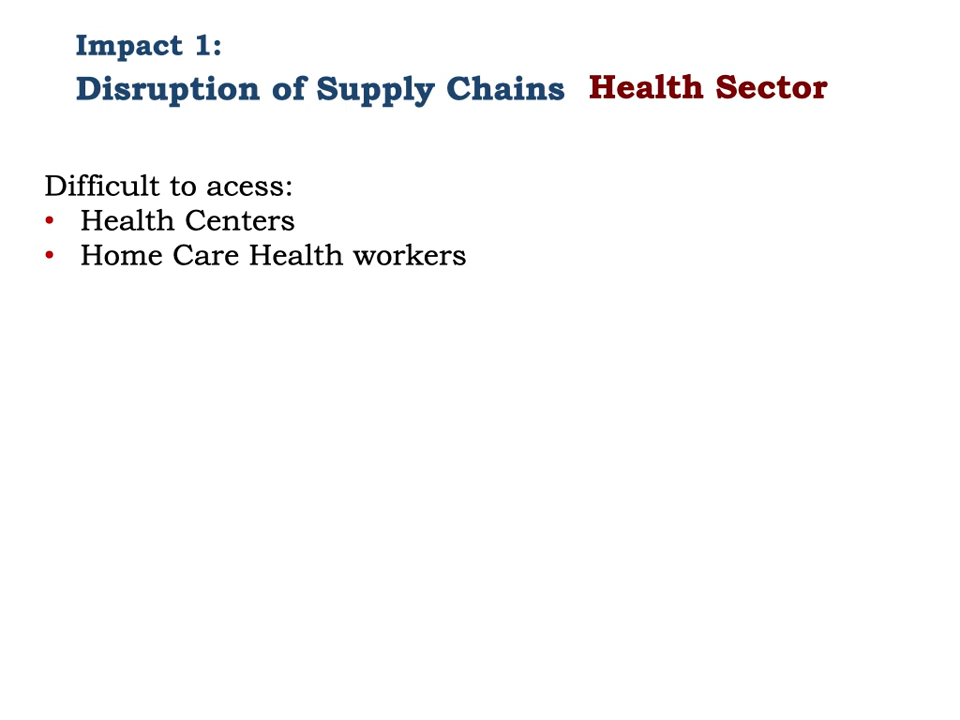 Impact 1:
Disruption of Supply Chains Health Sector
Difficult to acess:
• Health Centers
• Home Care Health workers